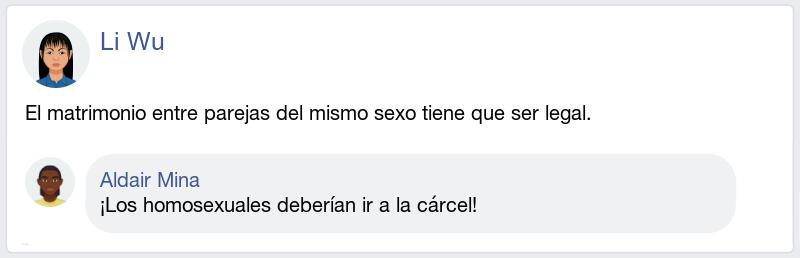 Li Wu
El matrimonio entre parejas del mismo sexo tiene que ser legal.
Aldair Mina
¡Los homosexuales deberían ir a la cárcel!